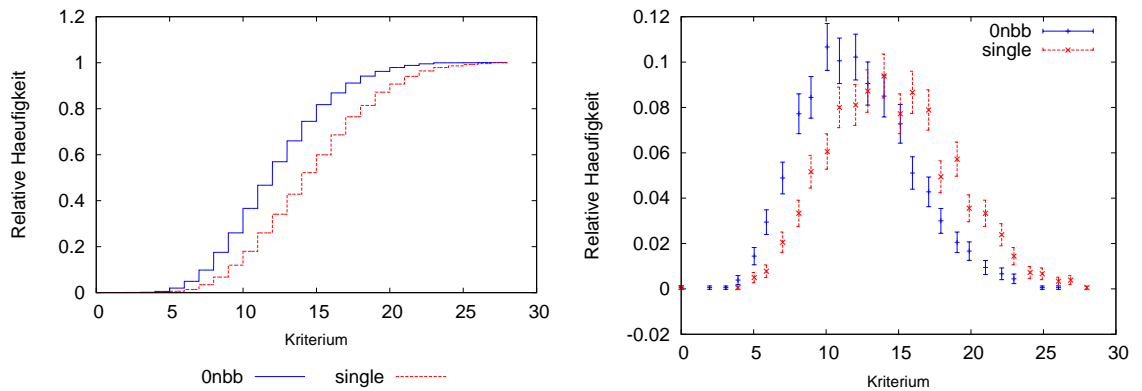 1.2
1
0.8
0.6
0.4
0.2
0
Relative Haeufigkeit
0 5 10 15 20 25 30
Kriterium
0nbb single
0.12
0.1
0.08
0.06
0.04
0.02
0
-0.02
Relative Haeufigkeit
0nbb
single
0 5 10 15 20 25 30
Kriterium